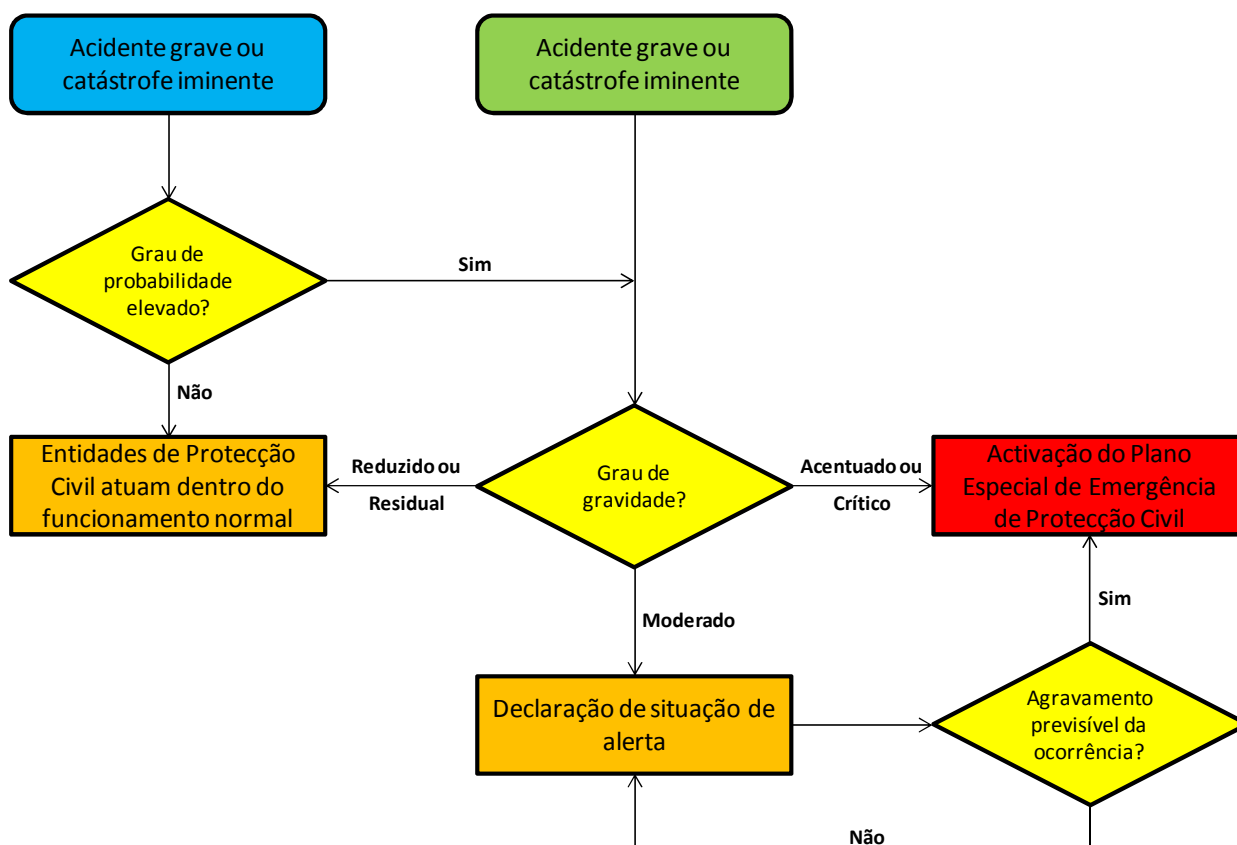 Acidente grave ou
catástrofe iminente
Acidente grave ou
catástrofe iminente
Grau de
probabilidade
elevado?
Sim
Não
Entidades de Protecção
Civil atuam dentro do
funcionamento normal
Reduzido ou
Residual
Grau de
gravidade?
Acentuado ou
Crítico
Activação do Plano
Especial de Emergência
de Protecção Civil
Moderado
Sim
Declaração de situação de
alerta
Agravamento
previsível da
ocorrência?
Não